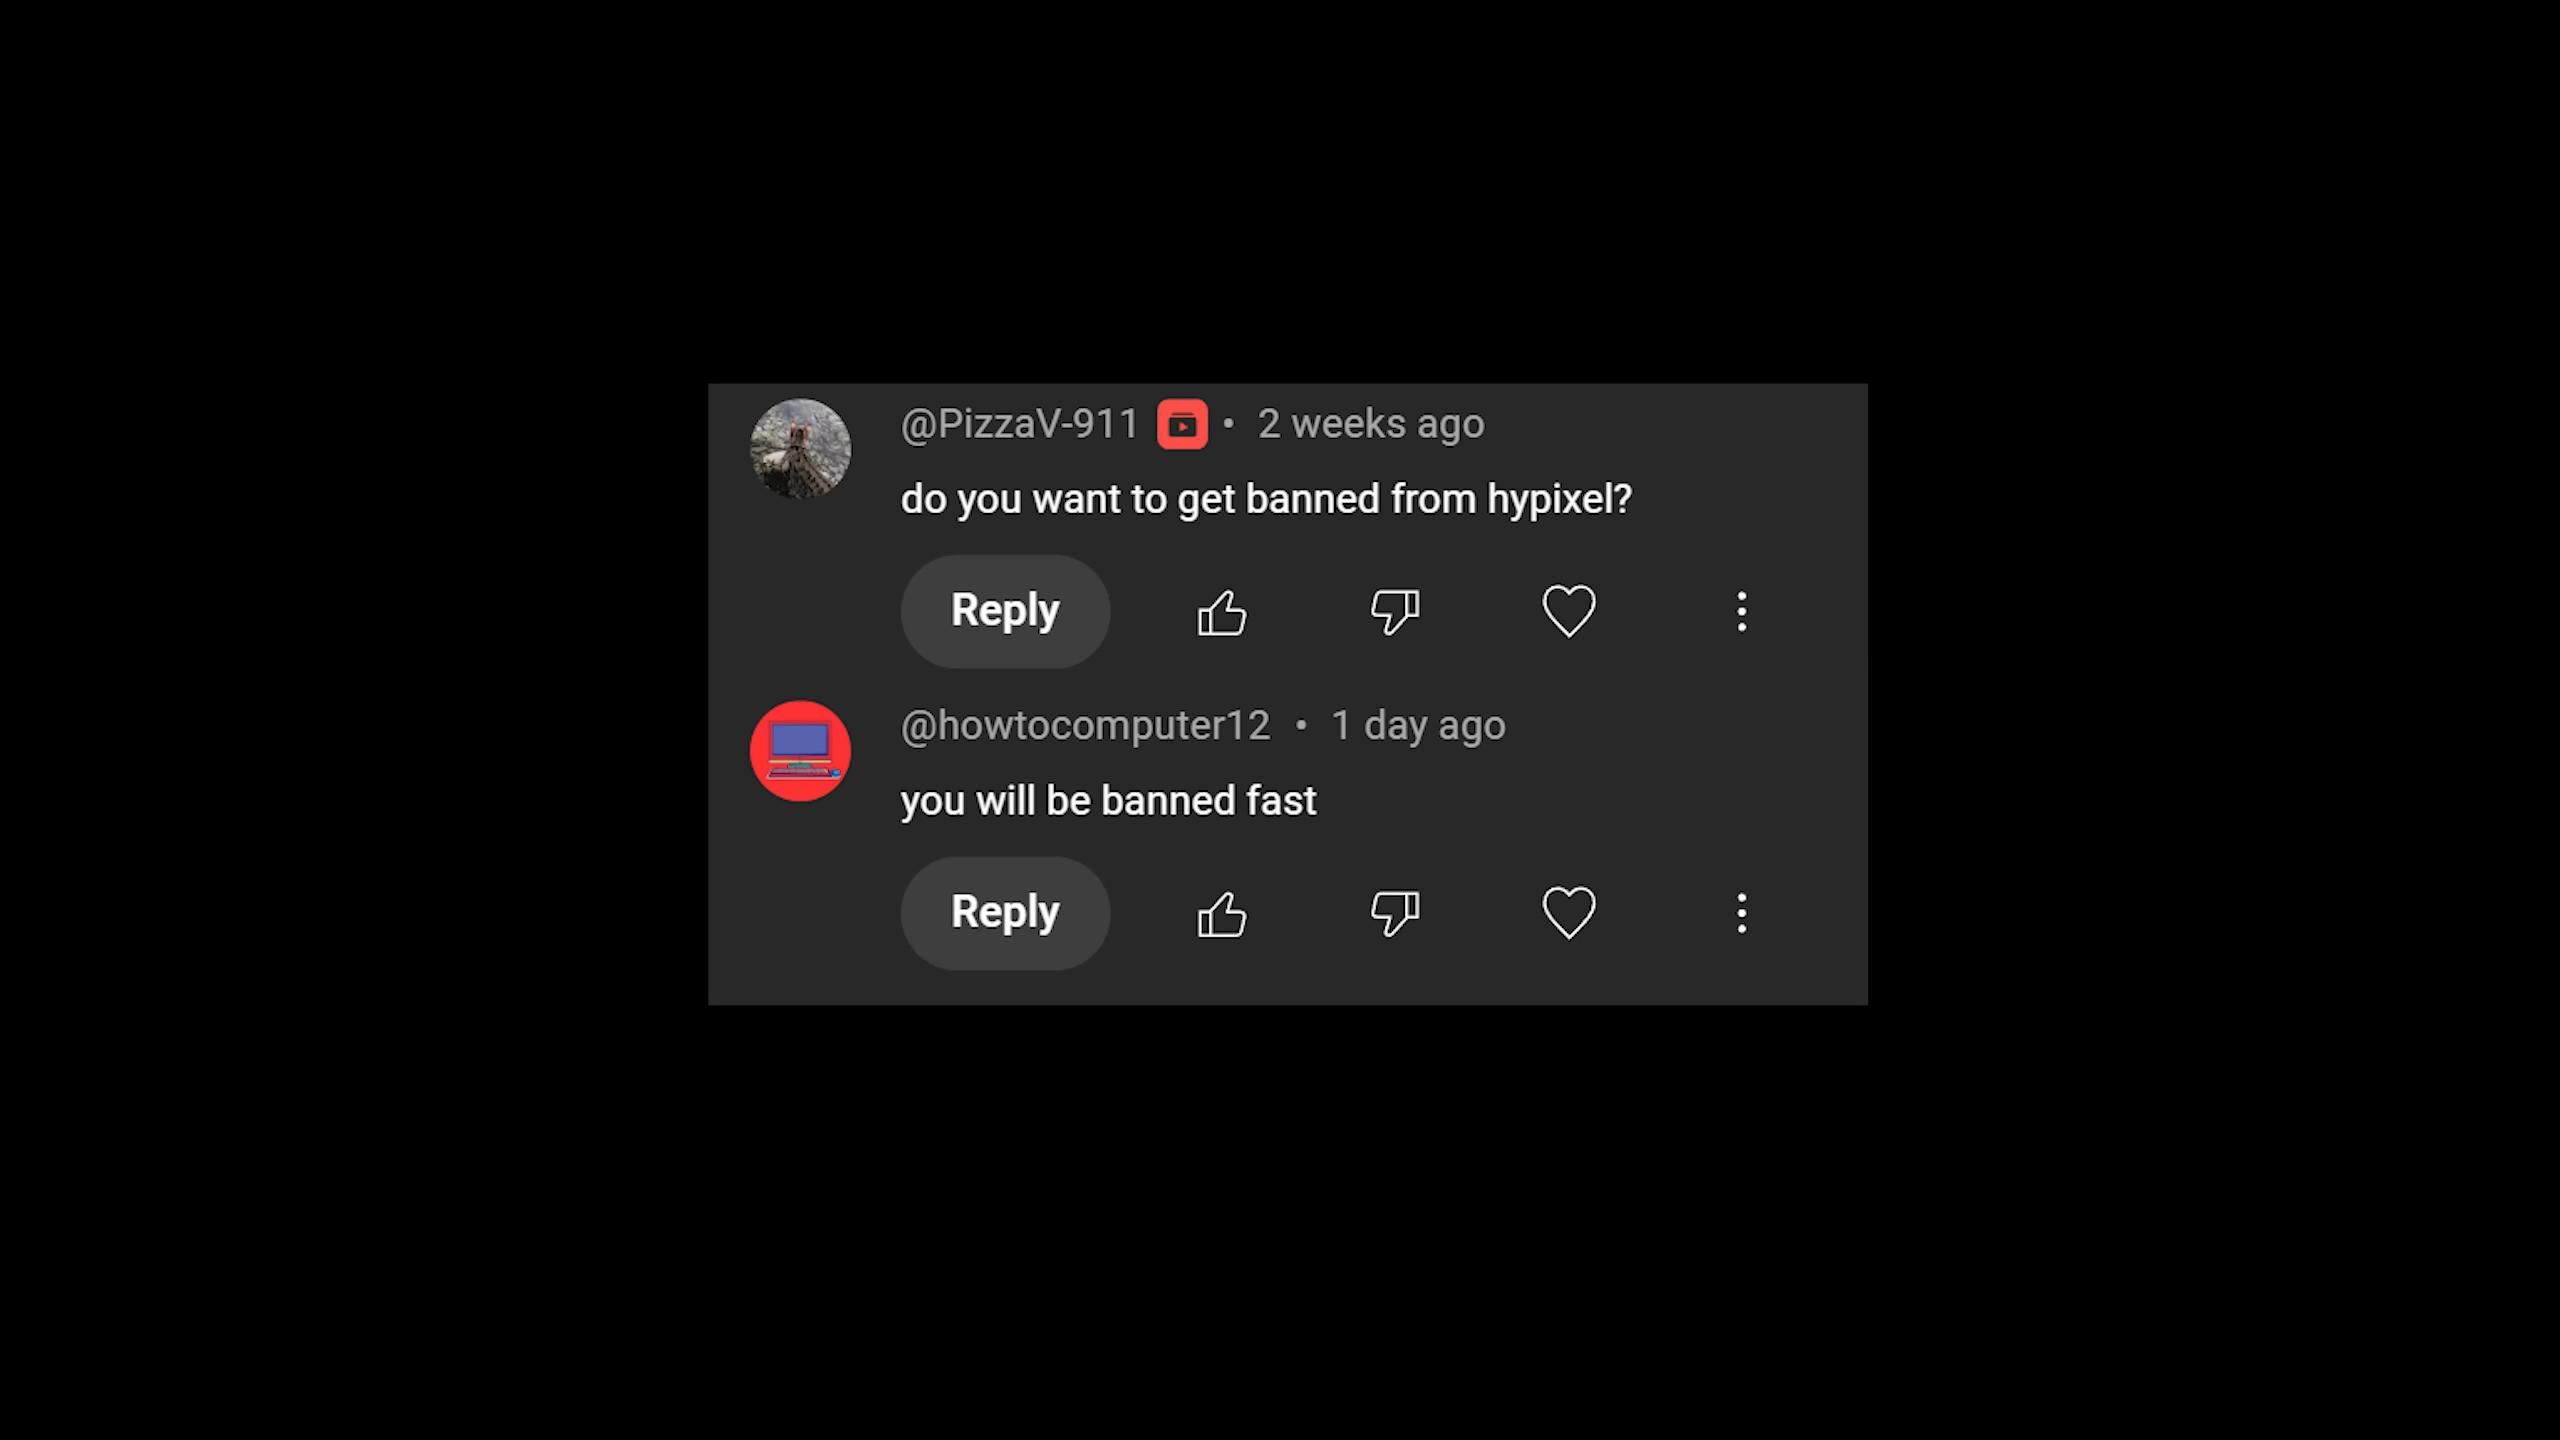 @PizzaV-911 • 2 weeks ago
do you want to get banned from hypixel?
Reply
@howtocomputer12 • 1 day ago
you will be banned fast
Reply